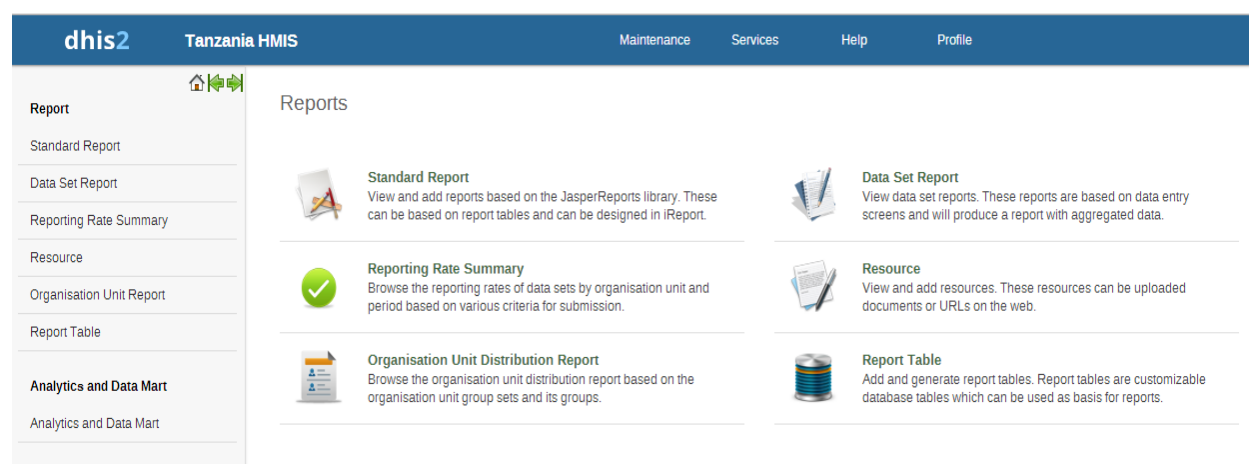 dhis2 Tanzania HMIS Maintenance Services Help Profile
Report
Standard Report
Data Set Report
Reporting Rate Summary
Resource
Organisation Unit Report
Report Table
Analytics and Data Mart
Analytics and Data Mart
Reports
Standard Report
View and add reports based on the JasperReports library. These
can be based on report tables and can be designed in iReport.
Data Set Report
View data set reports. These reports are based on data entry
screens and will produce a report with aggregated data.
Reporting Rate Summary
Browse the reporting rates of data sets by organisation unit and
period based on various criteria for submission.
Resource
View and add resources. These resources can be uploaded
documents or URLs on the web.
Organisation Unit Distribution Report
Browse the organisation unit distribution report based on the
organisation unit group sets and its groups.
Report Table
Add and generate report tables. Report tables are customizable
database tables which can be used as basis for reports.